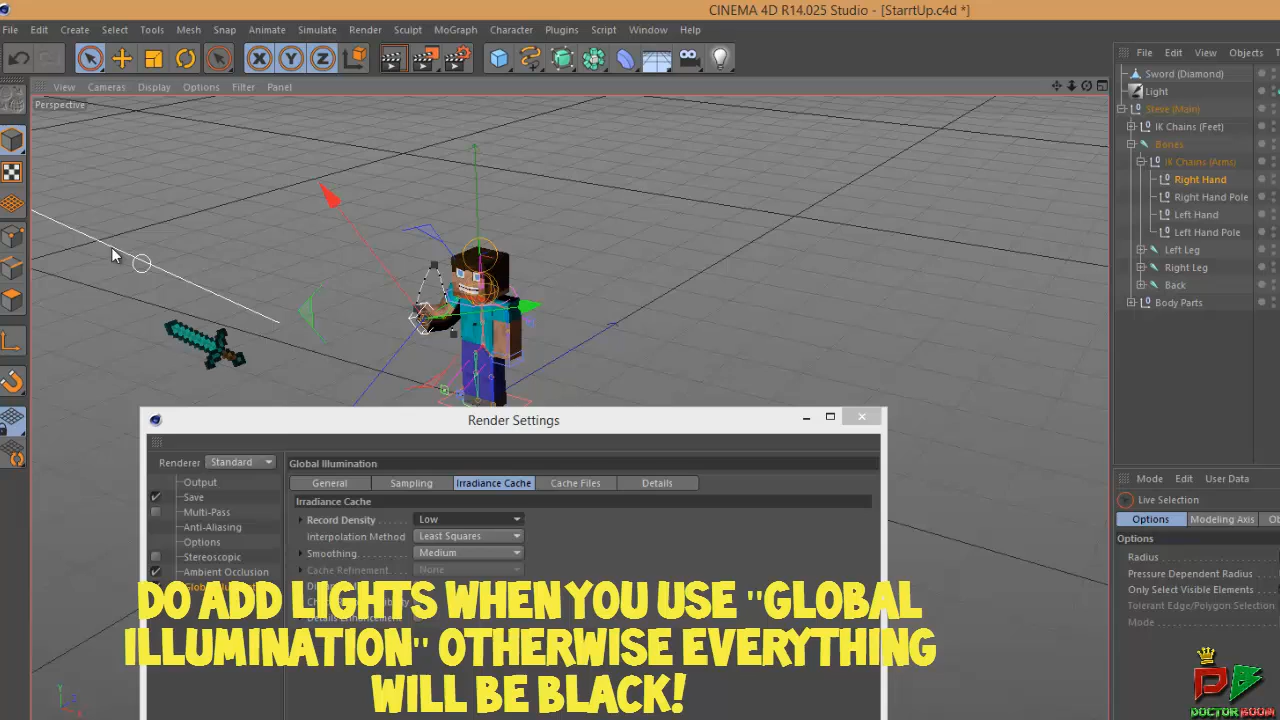 CINEMA 4D R14.025 Studio - [StarrtUp.c4d *]
File Edit Create Select Tools Mesh Snap Animate Simulate Render Sculpt MoGraph Character Plugins Script Window Help
File Edit View Objects
View Cameras Display Options Filter Panel
Perspective
Sword (Diamond)
Light
Steve (Main)
IK Chains (Feet)
Bones
IK Chains (Arms)
Right Hand
Right Hand Pole
Left Hand
Left Hand Pole
Left Leg
Right Leg
Back
Body Parts
Render Settings
Renderer Standard
Output
Save
Multi-Pass
Anti-Aliasing
Options
Stereoscopic
Ambient Occlusion
Global Illumination
General Sampling Irradiance Cache Cache Files Details
Irradiance Cache
Record Density Low
Interpolation Method Least Squares
Smoothing Medium
Cache Refinement None
DO ADD LIGHTS WHEN YOU USE "GLOBAL
ILLUMINATION" OTHERWISE EVERYTHING
WILL BE BLACK!
Mode Edit User Data
Live Selection
Options Modeling Axis
Options
Radius
Pressure Dependent Radius
Only Select Visible Elements
Tolerant Edge/Polygon Selection
Mode